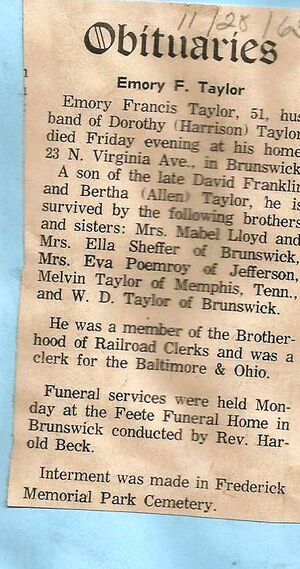 11/28/6
Obituaries
Emory F. Taylor
Emory Francis Taylor, 51, hus
band of Dorothy (Harrison) Taylor
died Friday evening at his home
23 N. Virginia Ave., in Brunswick
A son of the late David Franklin
and Bertha (Allen) Taylor, he is
survived by the following brothers
and sisters: Mrs. Mabel Lloyd and
Mrs. Ella Sheffer of Brunswick,
Mrs. Eva Poemroy of Jefferson,
Melvin Taylor of Memphis, Tenn.,
and W. D. Taylor of Brunswick.
He was a member of the Brother-
hood of Railroad Clerks and was a
clerk for the Baltimore & Ohio.
Funeral services were held Mon-
day at the Feete Funeral Home in
Brunswick conducted by Rev. Har-
old Beck.
Interment was made in Frederick
Memorial Park Cemetery.